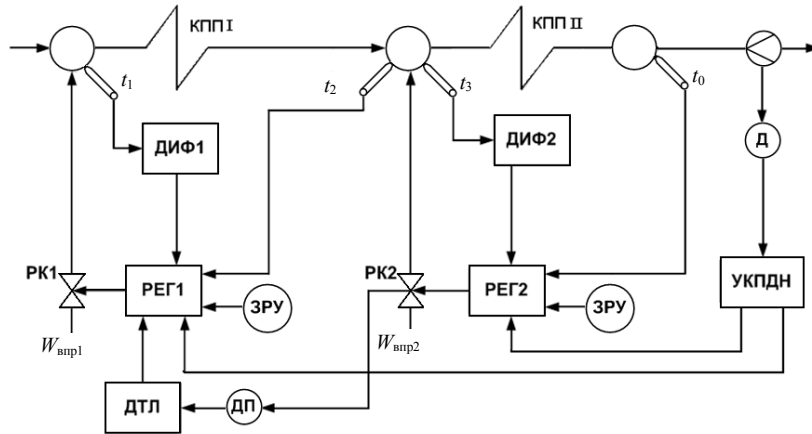 КПП I
КПП II
t₁
t₂
t₃
t₀
ДИФ1
ДИФ2
Д
РК1
РЕГ1
ЗРУ
РК2
РЕГ2
ЗРУ
УКПДН
Wвпр1
Wвпр2
ДТЛ
ДП